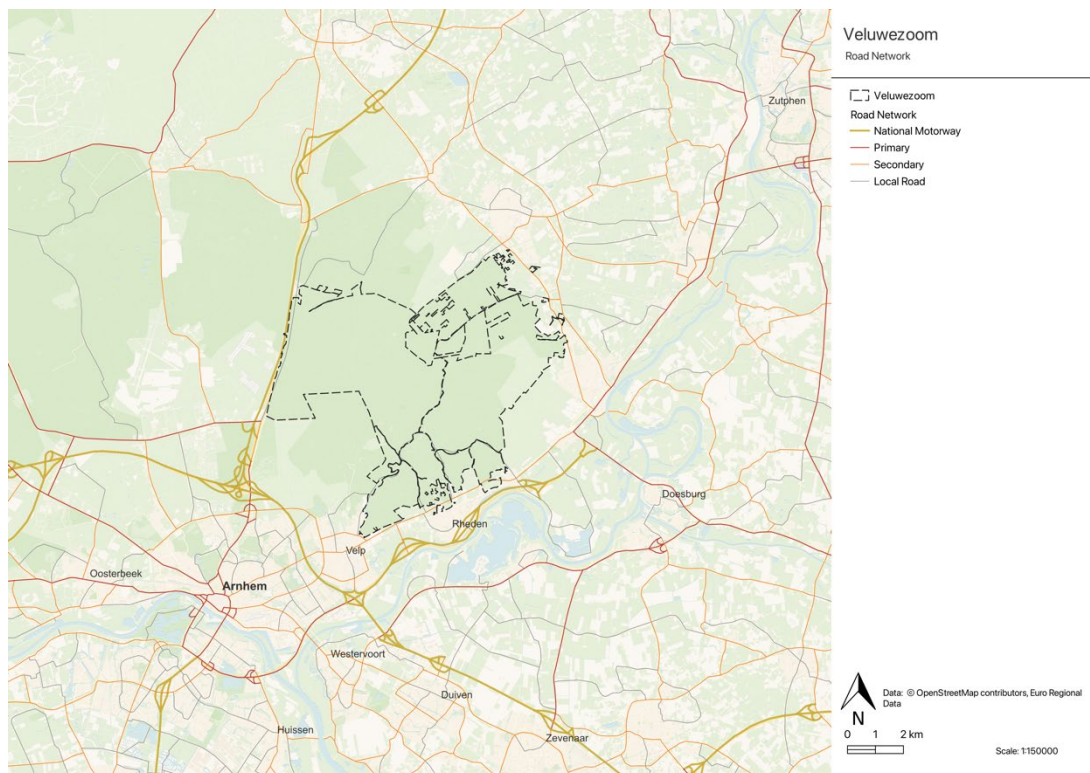 Veluwezoom
Road Network
Veluwezoom
Road Network
National Motorway
Primary
Secondary
Local Road
Zutphen
Doesburg
Rheden
Velp
Oosterbeek
Arnhem
Westervoort
Duiven
Huissen
Zevenaar
N
Data: © OpenStreetMap contributors, Euro Regional
Data
0 1 2 km
Scale: 1:150000